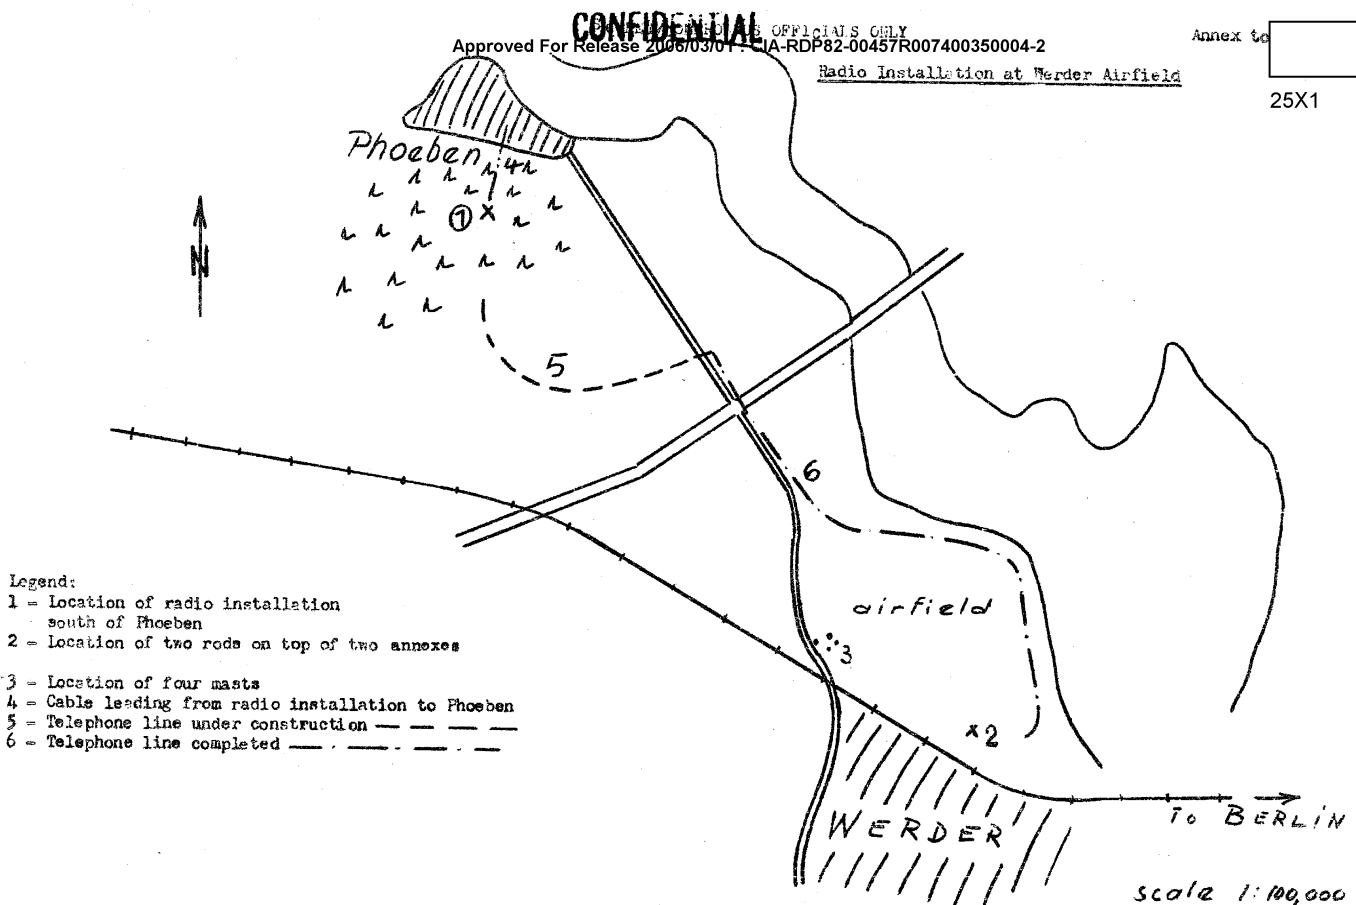 CONFIDENTIAL
OFFICIALS ONLY
Approved For Release 2006/03/01 : CIA-RDP82-00457R007400350004-2
Annex to
Radio Installation at Werder Airfield
25X1
Phoeben
4
1
N
5
6
airfield
3
2
WERDER
To BERLIN
scale 1:100,000
Legend:
1 = Location of radio installation
south of Phoeben
2 = Location of two rods on top of two annexes
3 = Location of four masts
4 = Cable leading from radio installation to Phoeben
5 = Telephone line under construction
6 = Telephone line completed